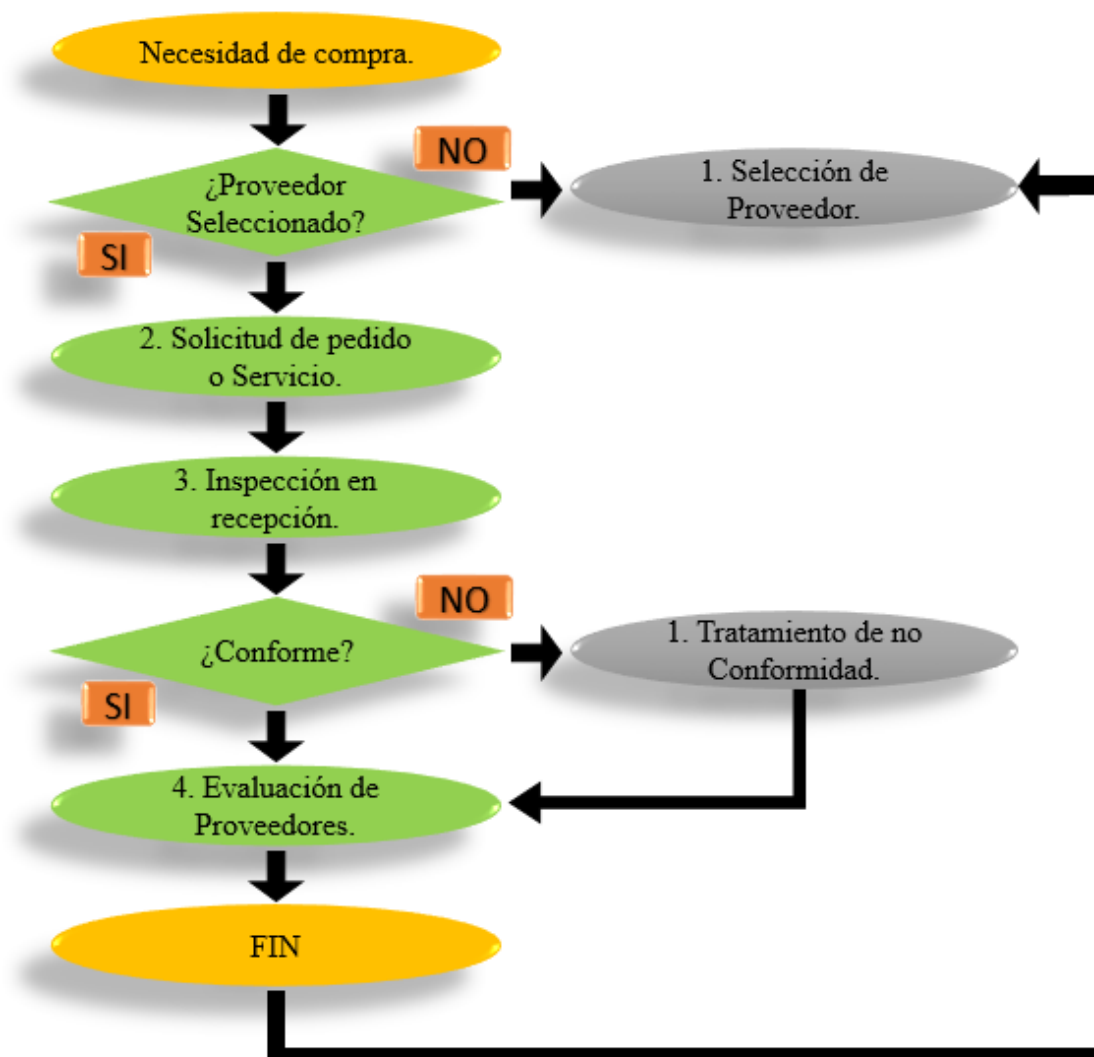 Necesidad de compra.
NO
¿Proveedor
Seleccionado?
1. Selección de
Proveedor.
SI
2. Solicitud de pedido
o Servicio.
3. Inspección en
recepción.
NO
¿Conforme?
1. Tratamiento de no
Conformidad.
SI
4. Evaluación de
Proveedores.
FIN